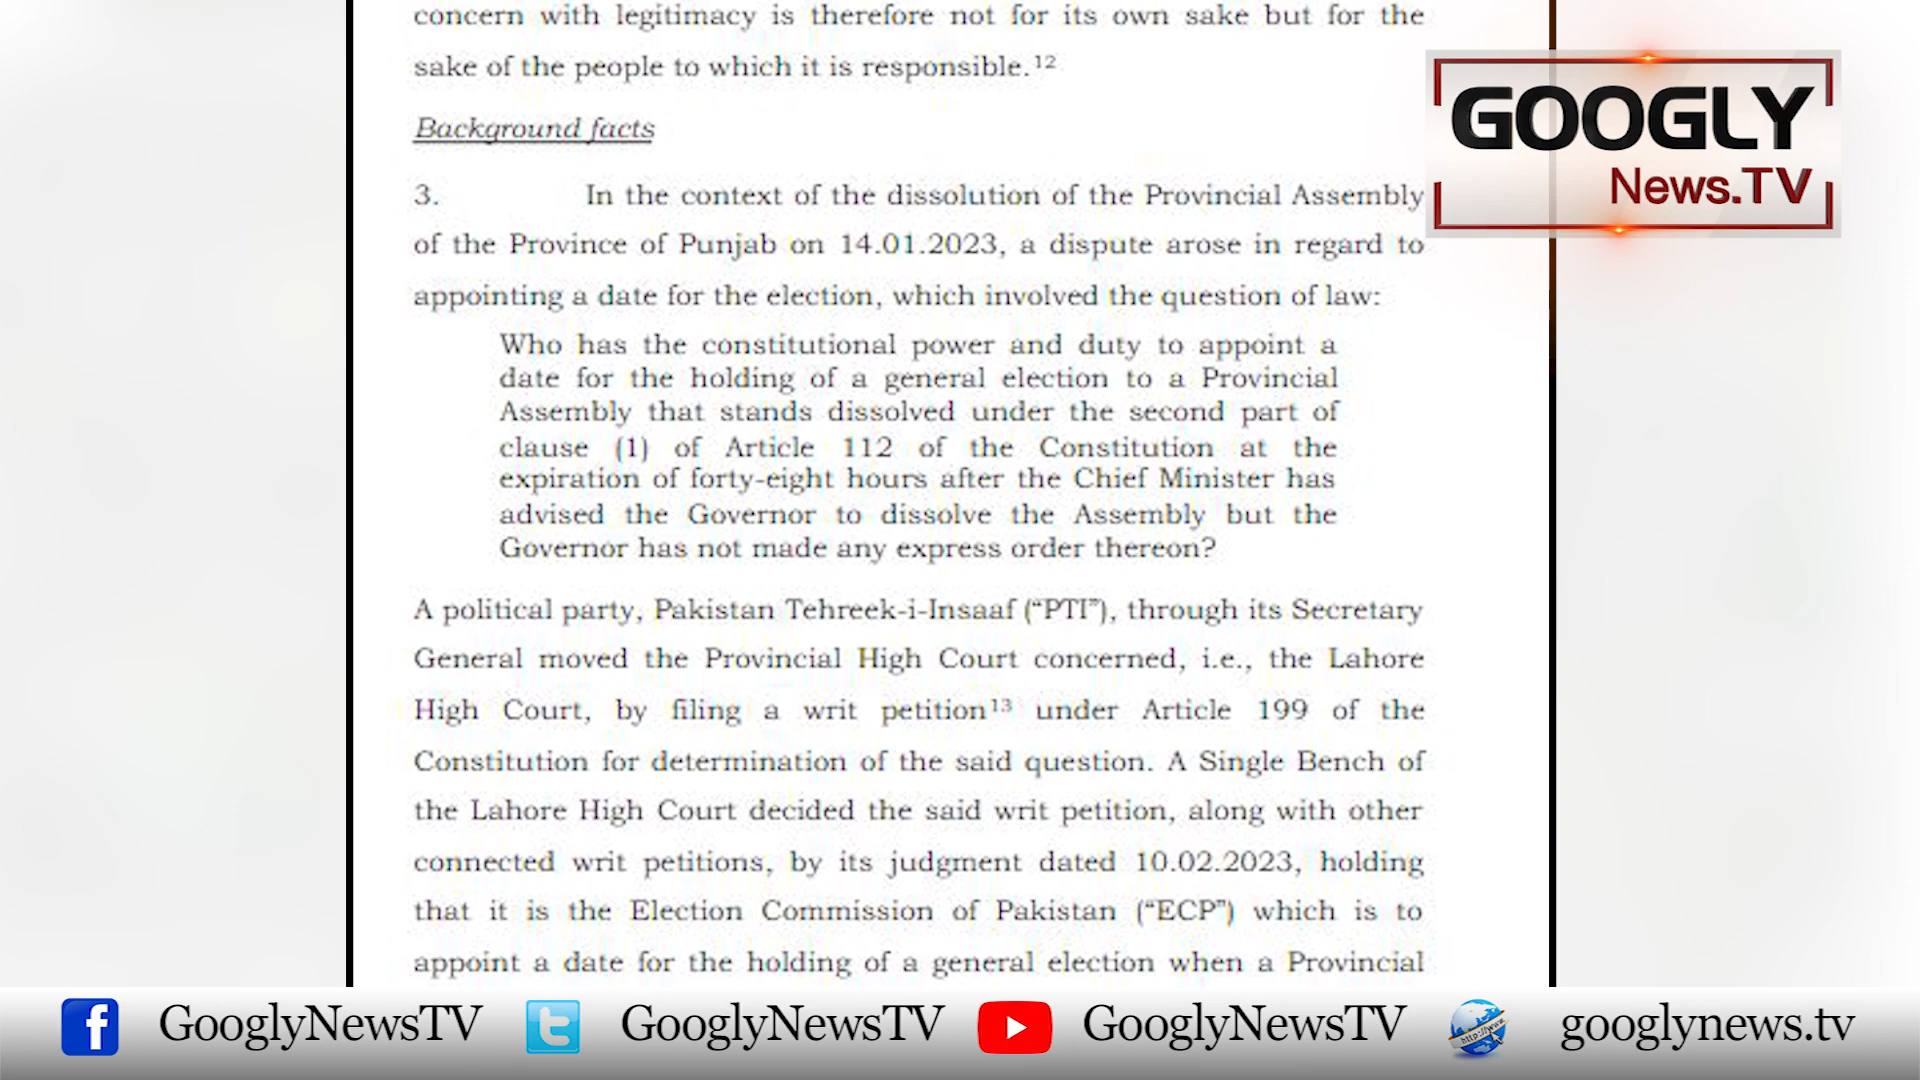 concern with legitimacy is therefore not for its own sake but for the
sake of the people to which it is responsible.¹²
GOOGLY
News.TV
Background facts
3. In the context of the dissolution of the Provincial Assembly
of the Province of Punjab on 14.01.2023, a dispute arose in regard to
appointing a date for the election, which involved the question of law:
Who has the constitutional power and duty to appoint a
date for the holding of a general election to a Provincial
Assembly that stands dissolved under the second part of
clause (1) of Article 112 of the Constitution at the
expiration of forty-eight hours after the Chief Minister has
advised the Governor to dissolve the Assembly but the
Governor has not made any express order thereon?
A political party, Pakistan Tehreek-i-Insaaf (“PTI”), through its Secretary
General moved the Provincial High Court concerned, i.e., the Lahore
High Court, by filing a writ petition¹³ under Article 199 of the
Constitution for determination of the said question. A Single Bench of
the Lahore High Court decided the said writ petition, along with other
connected writ petitions, by its judgment dated 10.02.2023, holding
that it is the Election Commission of Pakistan (“ECP”) which is to
appoint a date for the holding of a general election when a Provincial
f GooglyNewsTV t GooglyNewsTV GooglyNewsTV http://www googlynews.tv